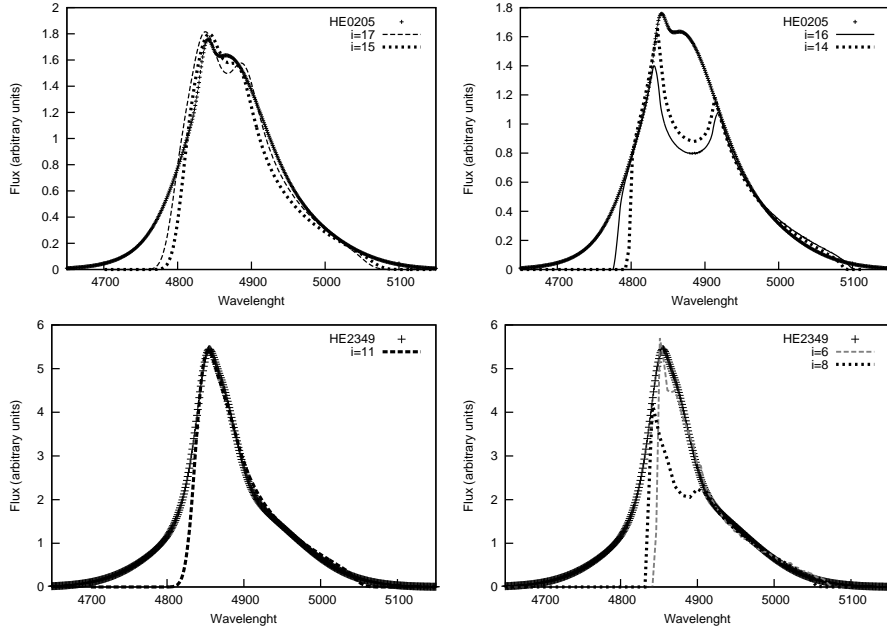 Flux (arbitrary units)
2
1.8
1.6
1.4
1.2
1
0.8
0.6
0.4
0.2
0
4700 4800 4900 5000 5100
Wavelenght
HE0205
i=17
i=15
Flux (arbitrary units)
1.8
1.6
1.4
1.2
1
0.8
0.6
0.4
0.2
0
4700 4800 4900 5000 5100
Wavelenght
HE0205
i=16
i=14
Flux (arbitrary units)
6
5
4
3
2
1
0
4700 4800 4900 5000 5100
Wavelenght
HE2349
i=11
Flux (arbitrary units)
6
5
4
3
2
1
0
4700 4800 4900 5000 5100
Wavelenght
HE2349
i=6
i=8